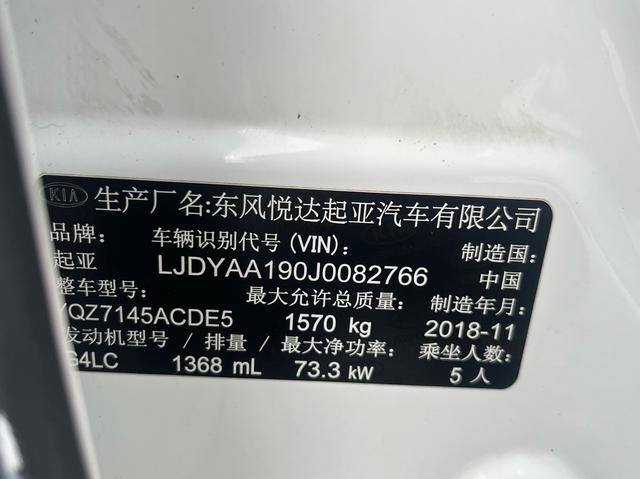 KIA 生产厂名:东风悦达起亚汽车有限公司
品牌: 车辆识别代号(VIN): 制造国:
起亚 LJDYAA190J0082766 中国
整车型号: 最大允许总质量: 制造年月:
YQZ7145ACDE5 1570 kg 2018-11
发动机型号 / 排量 / 最大净功率: 乘坐人数:
G4LC 1368 mL 73.3 kW 5 人